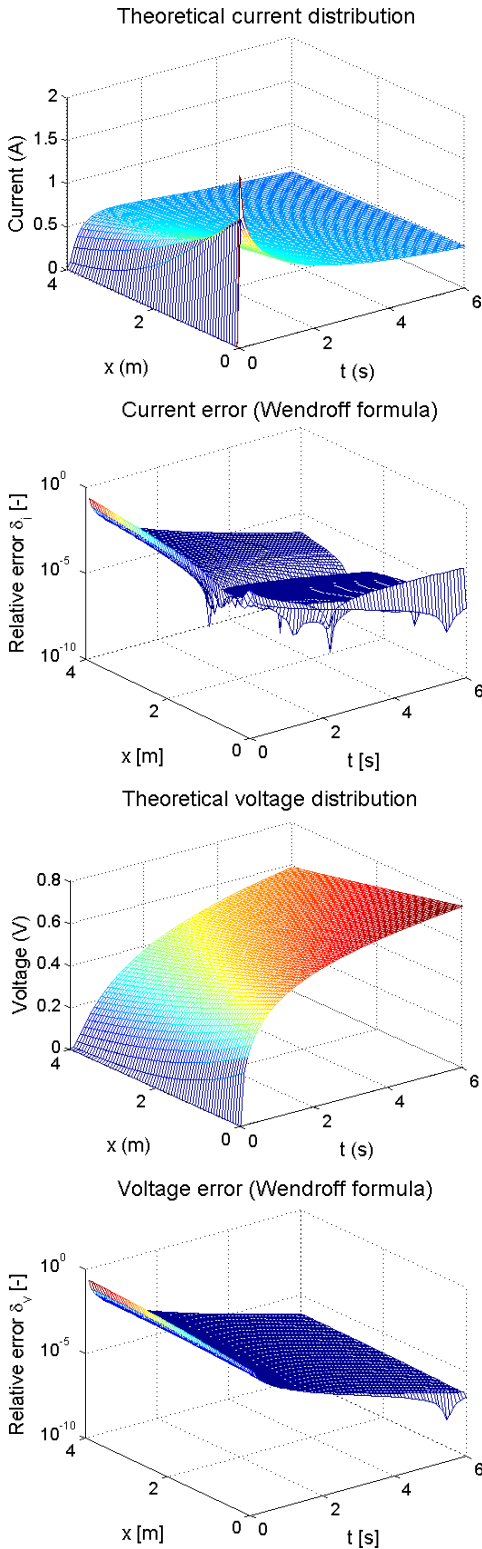 Theoretical current distribution
2
1.5
1
0.5
0
Current (A)
4
2
0
x (m)
0
2
4
6
t (s)
Current error (Wendroff formula)
10^0
10^-5
10^-10
Relative error δ_i [-]
4
2
0
x [m]
0
2
4
6
t [s]
Theoretical voltage distribution
0.8
0.6
0.4
0.2
0
Voltage (V)
4
2
0
x (m)
0
2
4
6
t (s)
Voltage error (Wendroff formula)
10^0
10^-5
10^-10
Relative error δ_v [-]
4
2
0
x [m]
0
2
4
6
t [s]